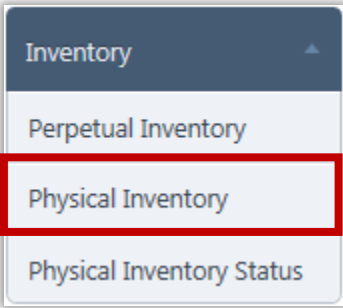 Inventory
Perpetual Inventory
Physical Inventory
Physical Inventory Status